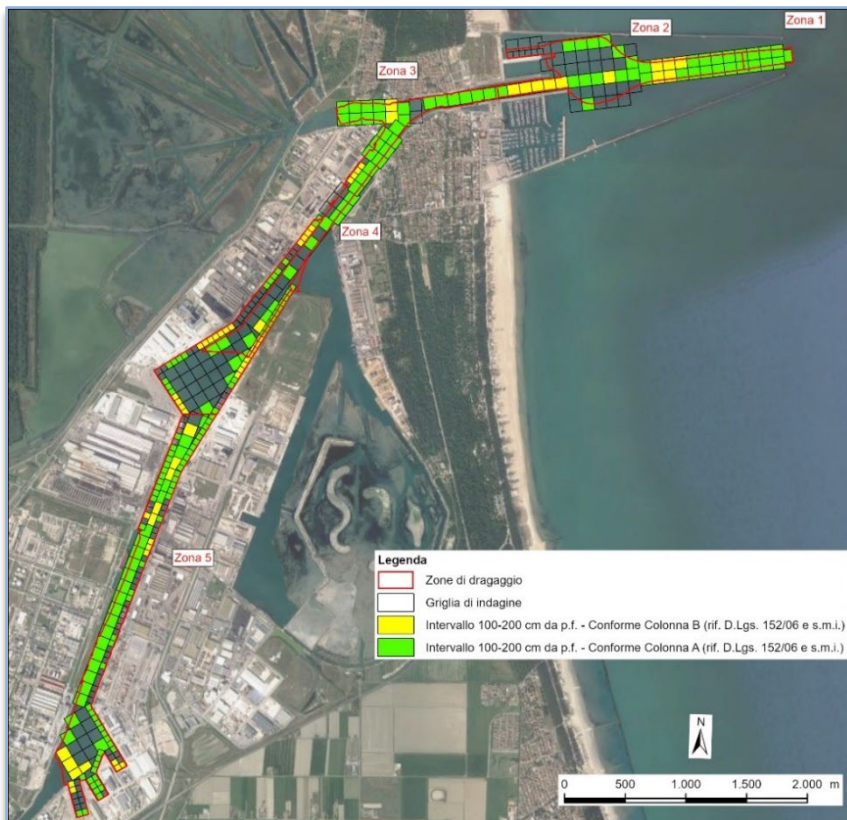 Zona 1
Zona 2
Zona 3
Zona 4
Zona 5
Legenda
Zone di dragaggio
Griglia di indagine
Intervallo 100-200 cm da p.f. - Conforme Colonna B (rif. D.Lgs. 152/06 e s.m.i.)
Intervallo 100-200 cm da p.f. - Conforme Colonna A (rif. D.Lgs. 152/06 e s.m.i.)
N
0 500 1.000 1.500 2.000 m